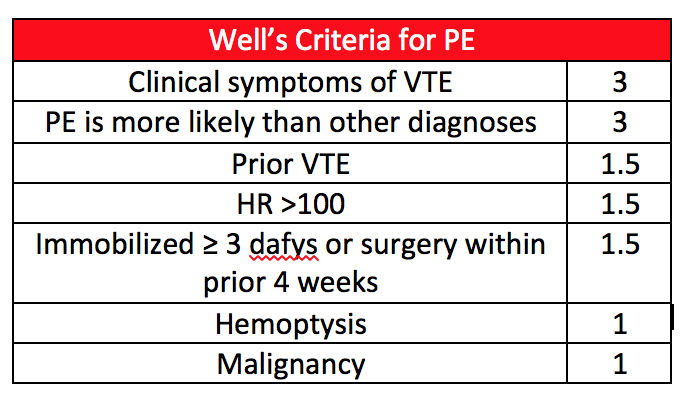 Well’s Criteria for PE
Clinical symptoms of VTE 3
PE is more likely than other diagnoses 3
Prior VTE 1.5
HR >100 1.5
Immobilized ≥ 3 dafys or surgery within 1.5
prior 4 weeks
Hemoptysis 1
Malignancy 1